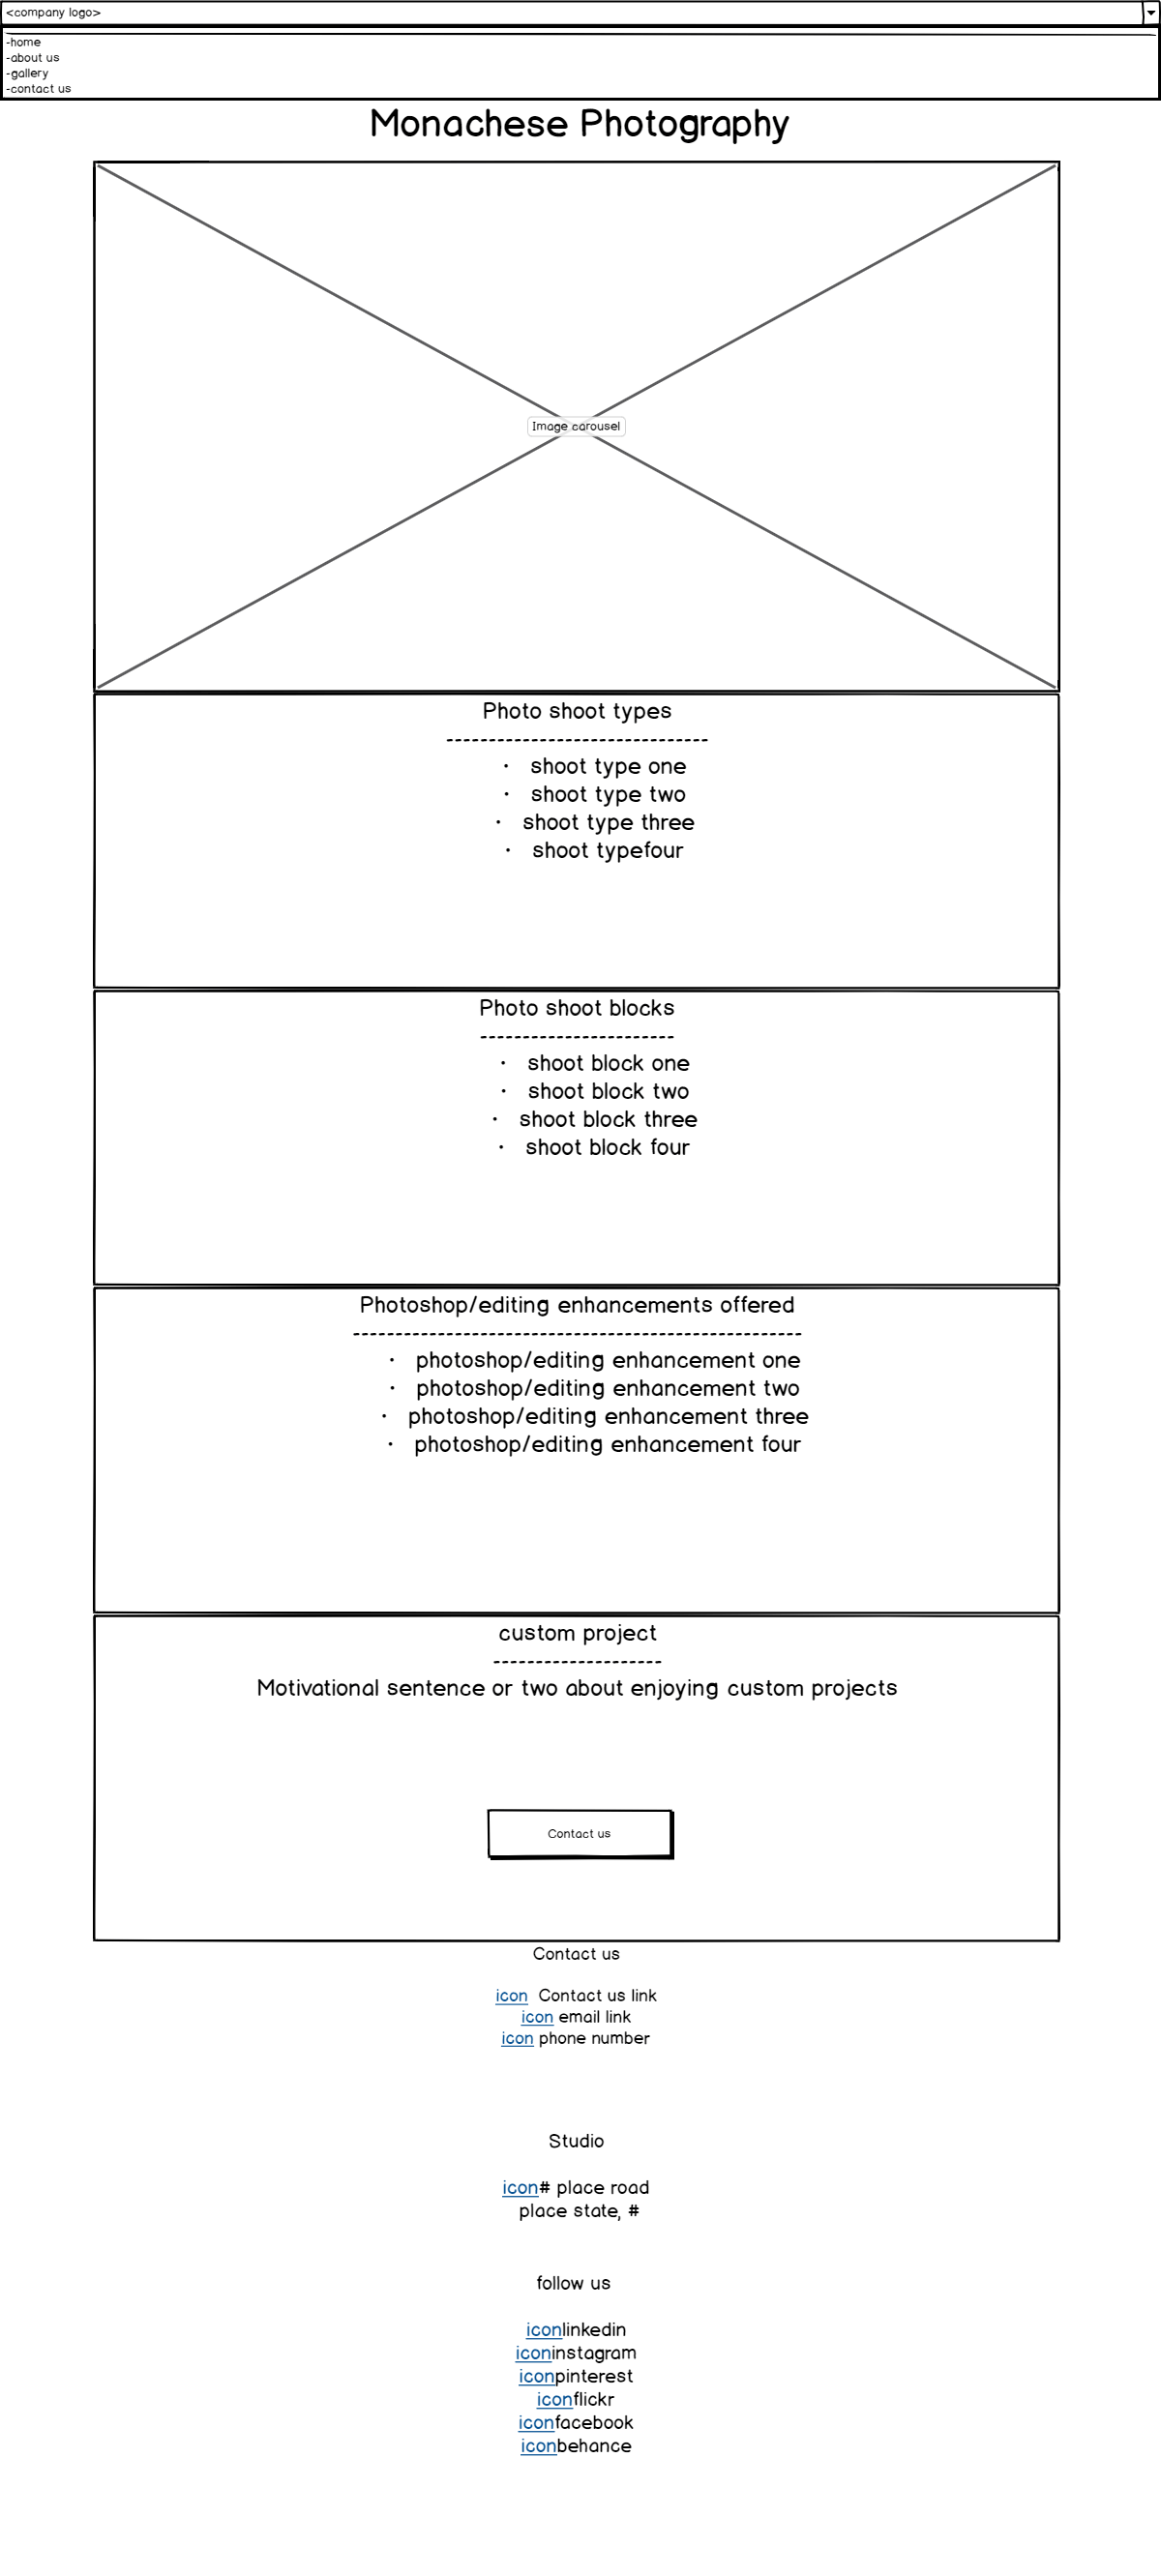 <company logo>
-home
-about us
-gallery
-contact us
Monachese Photography
Image carousel
Photo shoot types
-------------------------------
· shoot type one
· shoot type two
· shoot type three
· shoot typefour
Photo shoot blocks
-----------------------
· shoot block one
· shoot block two
· shoot block three
· shoot block four
Photoshop/editing enhancements offered
-----------------------------------------------------
· photoshop/editing enhancement one
· photoshop/editing enhancement two
· photoshop/editing enhancement three
· photoshop/editing enhancement four
custom project
--------------------
Motivational sentence or two about enjoying custom projects
Contact us
Contact us
icon Contact us link
icon email link
icon phone number
Studio
icon# place road
place state, #
follow us
iconlinkedin
iconinstagram
iconpinterest
iconflickr
iconfacebook
iconbehance